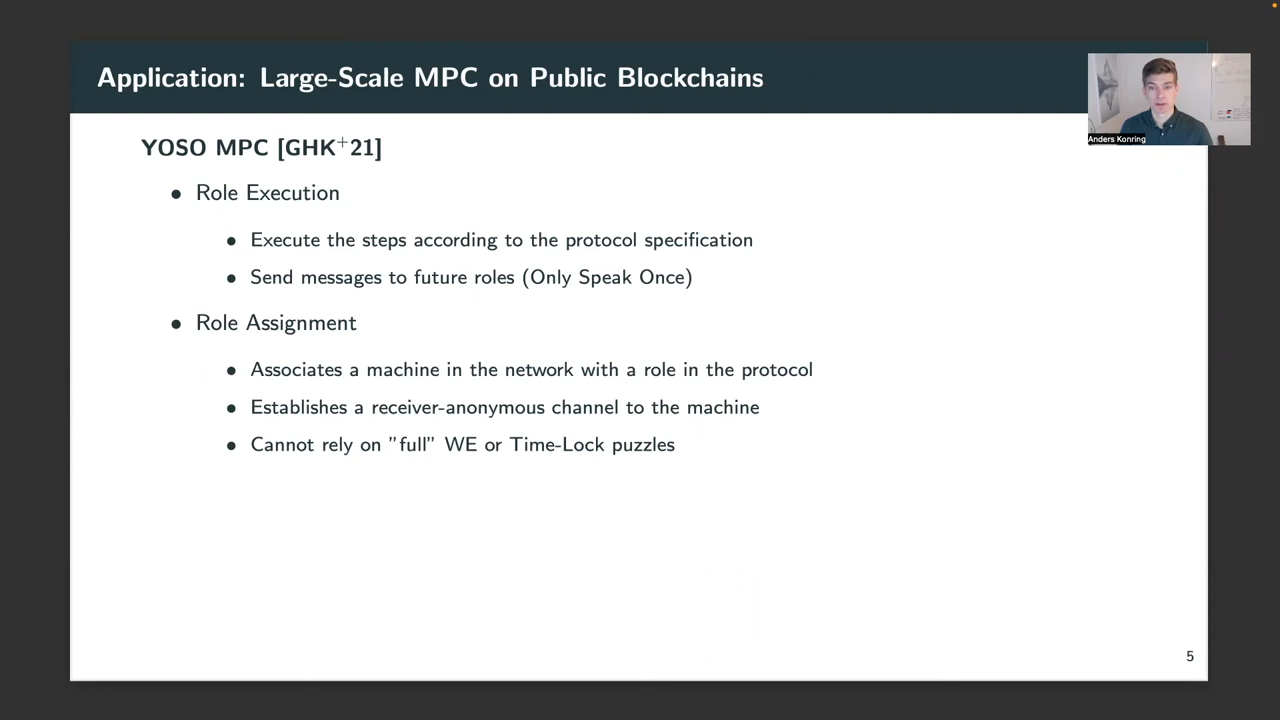 Application: Large-Scale MPC on Public Blockchains
Anders Konring
YOSO MPC [GHK+21]
• Role Execution
• Execute the steps according to the protocol specification
• Send messages to future roles (Only Speak Once)
• Role Assignment
• Associates a machine in the network with a role in the protocol
• Establishes a receiver-anonymous channel to the machine
• Cannot rely on ”full” WE or Time-Lock puzzles
5